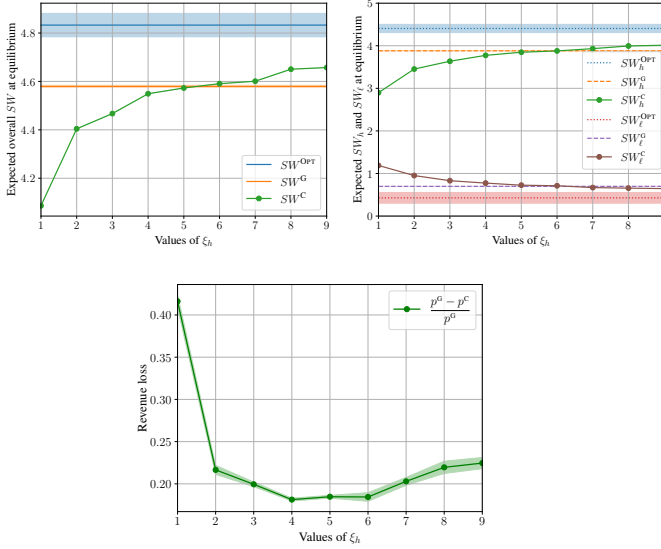 Expected overall SW at equilibrium
4.8
4.6
4.4
4.2
SW^OPT
SW^G
SW^C
1 2 3 4 5 6 7 8 9
Values of ξ_h
Expected SW_h and SW_ℓ at equilibrium
5
4
3
2
1
0
SW_h^OPT
SW_h^G
SW_h^C
SW_ℓ^OPT
SW_ℓ^G
SW_ℓ^C
1 2 3 4 5 6 7 8
Values of ξ_h
Revenue loss
0.40
0.35
0.30
0.25
0.20
p^G − p^C
p^G
1 2 3 4 5 6 7 8 9
Values of ξ_h